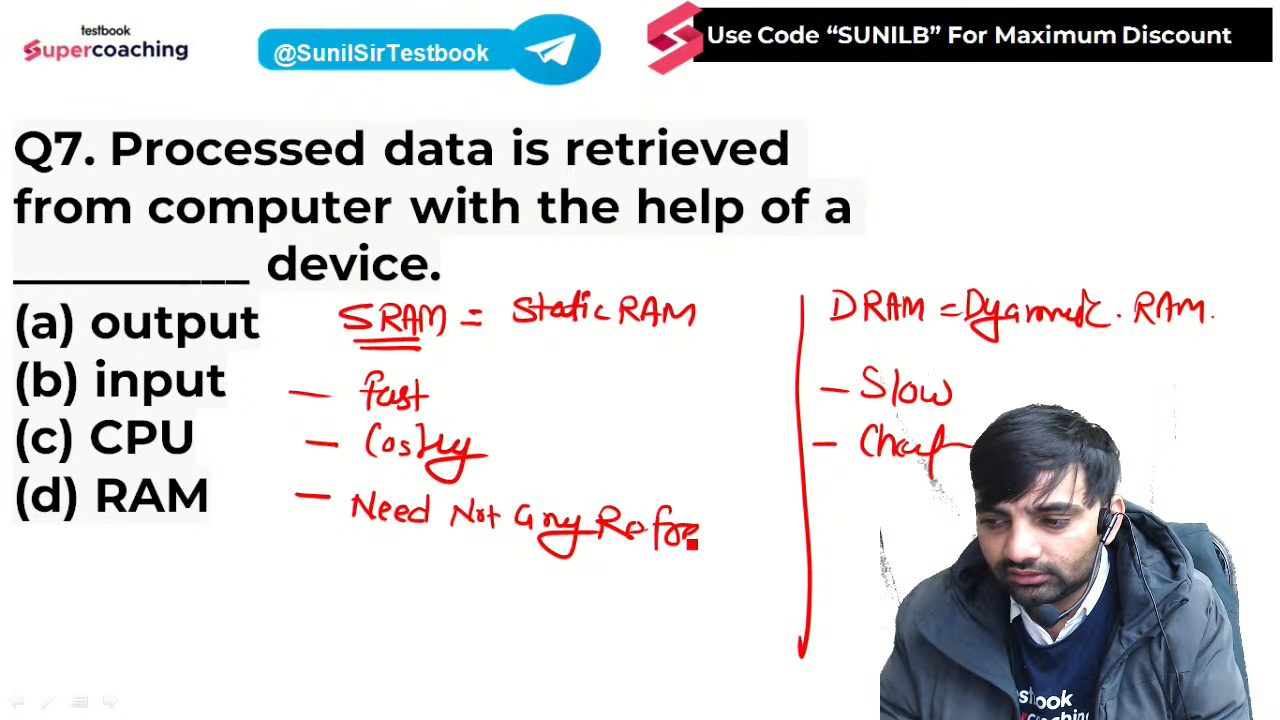 testbook
Supercoaching
@SunilSirTestbook
Use Code “SUNILB” For Maximum Discount
Q7. Processed data is retrieved
from computer with the help of a
__________ device.
(a) output
(b) input
(c) CPU
(d) RAM
SRAM = Static RAM
- Fast
- Costly
- Need Not any Refre
DRAM = Dynamic. RAM.
- Slow
- Cheap
testbook